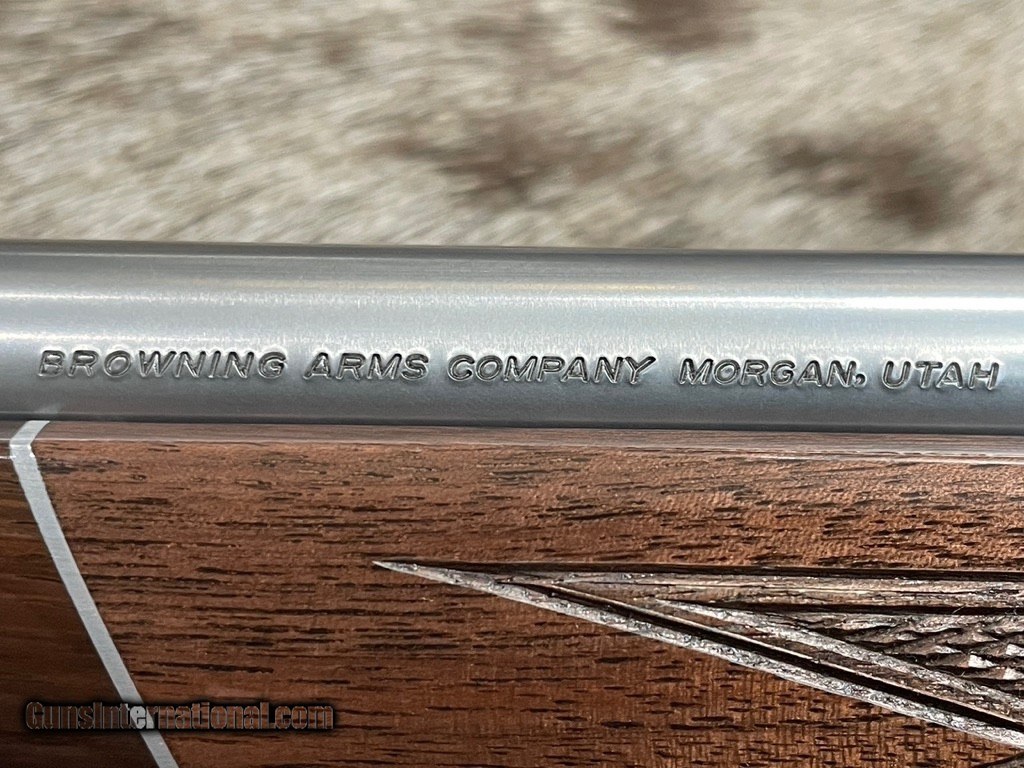 BROWNING ARMS COMPANY MORGAN, UTAH
GunsInternational.com